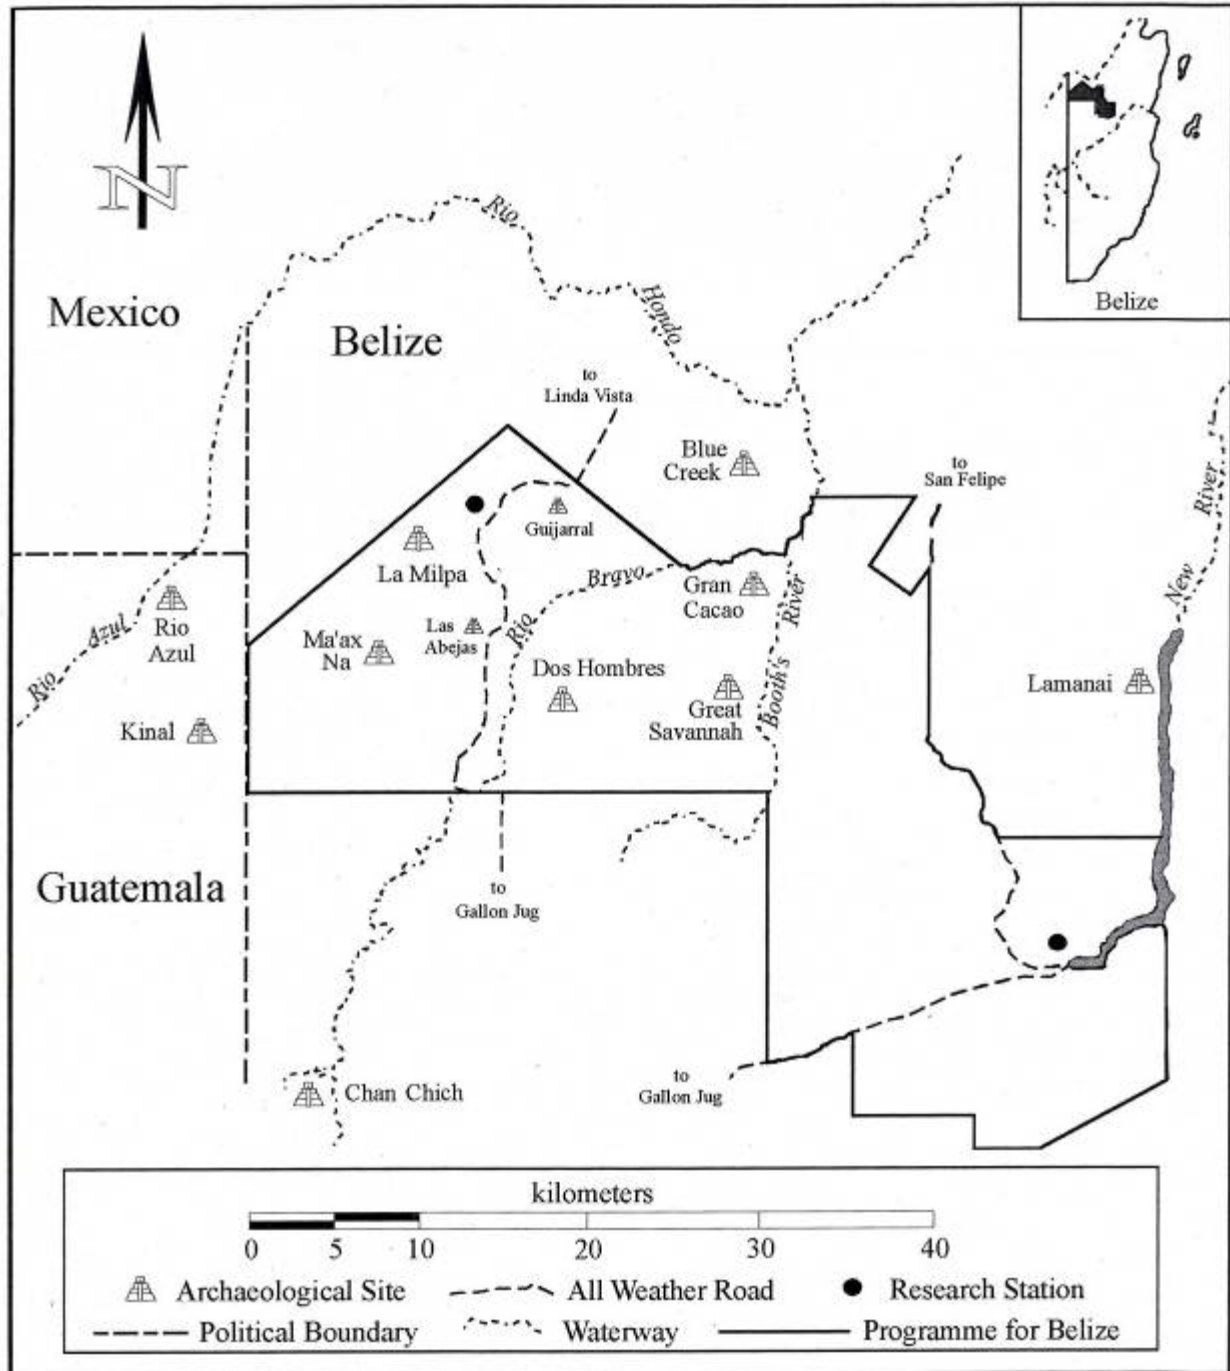 N
Belize
Mexico
Belize
Rio
Hondo
to
Linda Vista
Blue
Creek
to
San Felipe
New
River
Guijarral
La Milpa
Bravo
Rio
Gran
Cacao
Booth's
River
Rio
Azul
Rio
Azul
Ma'ax
Na
Las
Abejas
Dos Hombres
Great
Savannah
Lamanai
Kinal
Guatemala
to
Gallon Jug
Chan Chich
to
Gallon Jug
kilometers
0 5 10 20 30 40
Archaeological Site
All Weather Road
Research Station
Political Boundary
Waterway
Programme for Belize